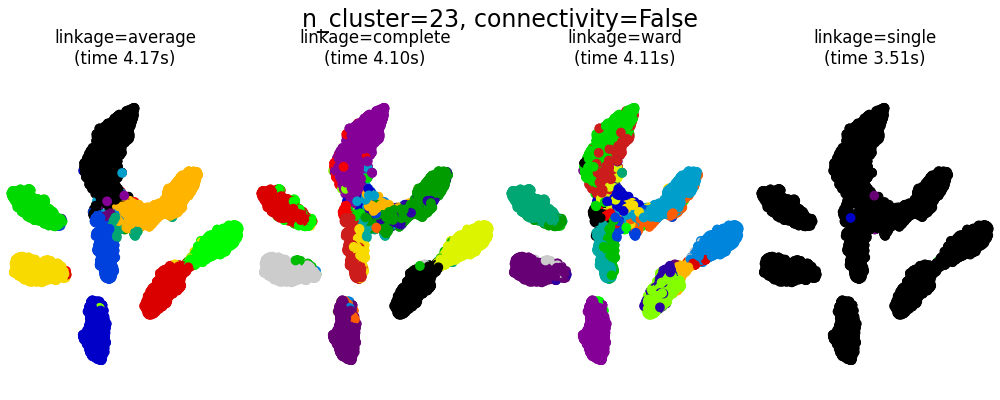 n_cluster=23, connectivity=False
linkage=average
(time 4.17s)
linkage=complete
(time 4.10s)
linkage=ward
(time 4.11s)
linkage=single
(time 3.51s)